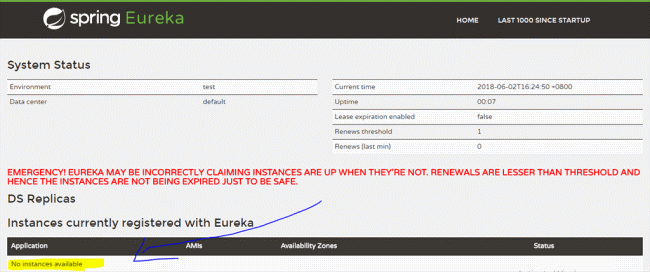 spring Eureka HOME LAST 1000 SINCE STARTUP
System Status
Environment test Current time 2018-06-02T16:24:50 +0800
Data center default Uptime 00:07
Lease expiration enabled false
Renews threshold 1
Renews (last min) 0
EMERGENCY! EUREKA MAY BE INCORRECTLY CLAIMING INSTANCES ARE UP WHEN THEY'RE NOT. RENEWALS ARE LESSER THAN THRESHOLD AND
HENCE THE INSTANCES ARE NOT BEING EXPIRED JUST TO BE SAFE.
DS Replicas
Instances currently registered with Eureka
Application AMIs Availability Zones Status
No instances available